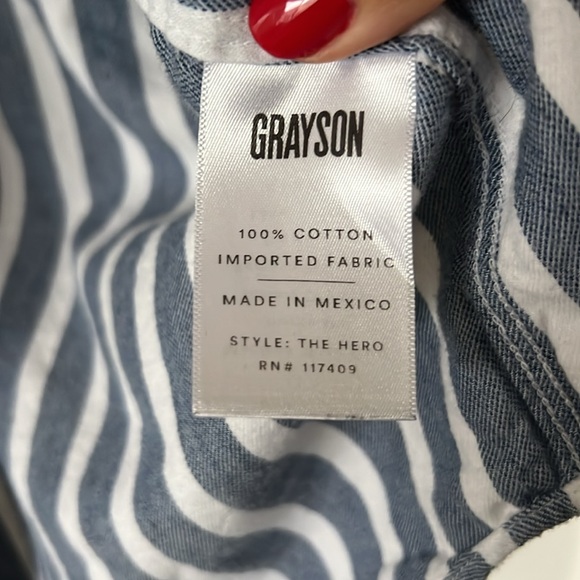 GRAYSON
100% COTTON
IMPORTED FABRIC
MADE IN MEXICO
STYLE: THE HERO
RN# 117409